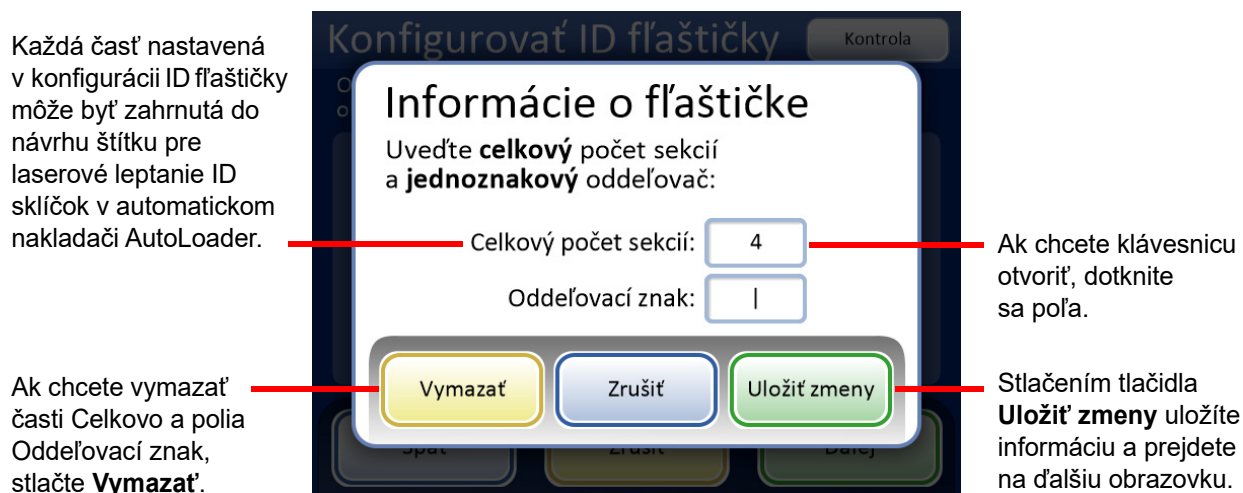 Každá časť nastavená
v konfigurácii ID fľaštičky
môže byť zahrnutá do
návrhu štítku pre
laserové leptanie ID
sklíčok v automatickom
nakladači AutoLoader.
Ak chcete vymazať
časti Celkovo a polia
Oddeľovací znak,
stlačte Vymazať.
Konfigurovať ID fľaštičky
Kontrola
Informácie o fľaštičke
Uveďte celkový počet sekcií
a jednoznakový oddeľovač:
Celkový počet sekcií: 4
Oddeľovací znak: |
Vymazať Zrušiť Uložiť zmeny
Späť Zrušiť Ďalej
Ak chcete klávesnicu
otvoriť, dotknite
sa poľa.
Stlačením tlačidla
Uložiť zmeny uložíte
informáciu a prejdete
na ďalšiu obrazovku.